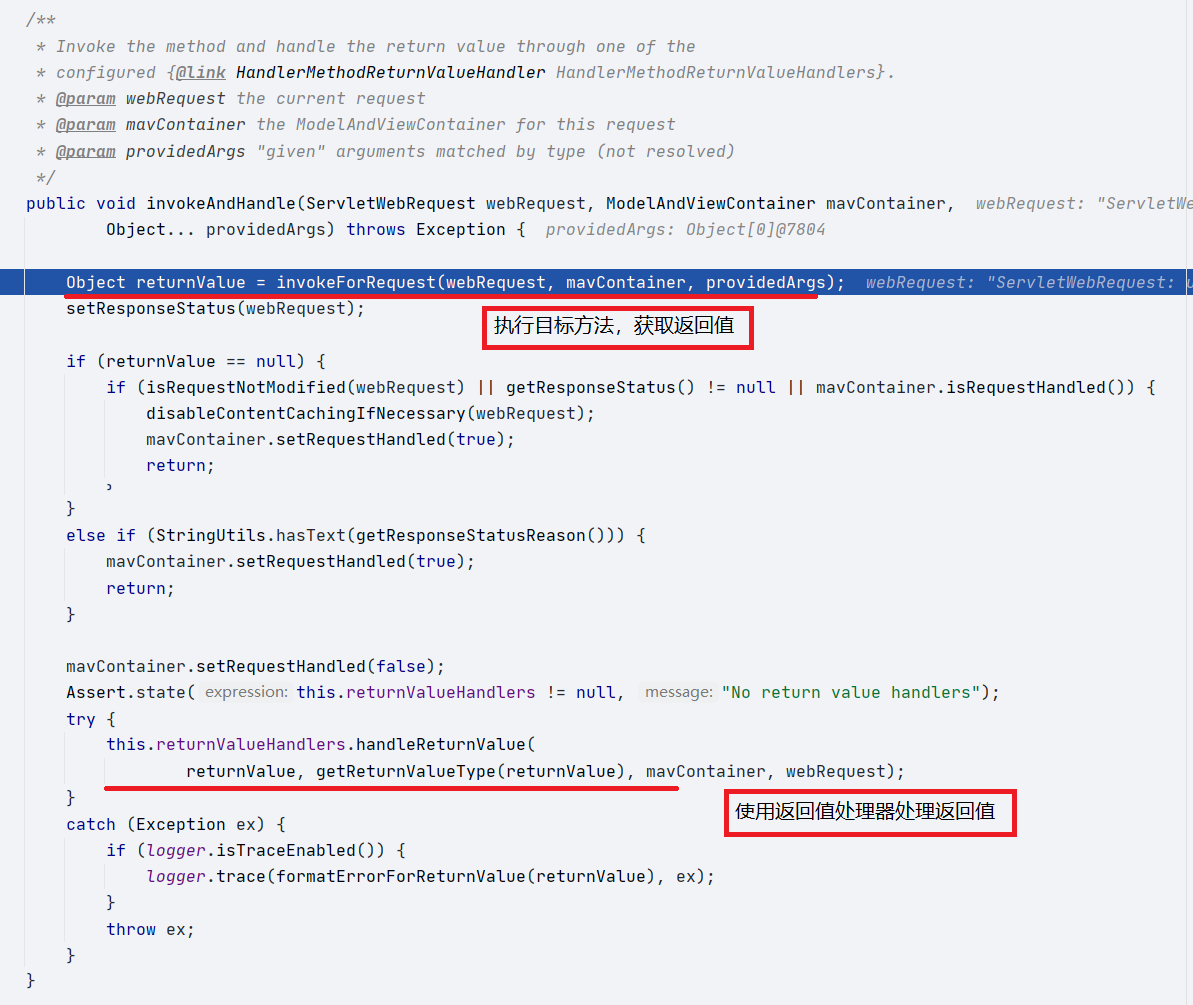 /**
* Invoke the method and handle the return value through one of the
* configured {@link HandlerMethodReturnValueHandler HandlerMethodReturnValueHandlers}.
* @param webRequest the current request
* @param mavContainer the ModelAndViewContainer for this request
* @param providedArgs "given" arguments matched by type (not resolved)
*/
public void invokeAndHandle(ServletWebRequest webRequest, ModelAndViewContainer mavContainer, webRequest: "ServletWe
Object... providedArgs) throws Exception { providedArgs: Object[0]@7804
Object returnValue = invokeForRequest(webRequest, mavContainer, providedArgs); webRequest: "ServletWebRequest: u
setResponseStatus(webRequest);
执行目标方法，获取返回值
if (returnValue == null) {
if (isRequestNotModified(webRequest) || getResponseStatus() != null || mavContainer.isRequestHandled()) {
disableContentCachingIfNecessary(webRequest);
mavContainer.setRequestHandled(true);
return;
}
else if (StringUtils.hasText(getResponseStatusReason())) {
mavContainer.setRequestHandled(true);
return;
}
mavContainer.setRequestHandled(false);
Assert.state( expression: this.returnValueHandlers != null, message: "No return value handlers");
try {
this.returnValueHandlers.handleReturnValue(
returnValue, getReturnValueType(returnValue), mavContainer, webRequest);
}
使用返回值处理器处理返回值
catch (Exception ex) {
if (logger.isTraceEnabled()) {
logger.trace(formatErrorForReturnValue(returnValue), ex);
}
throw ex;
}
}